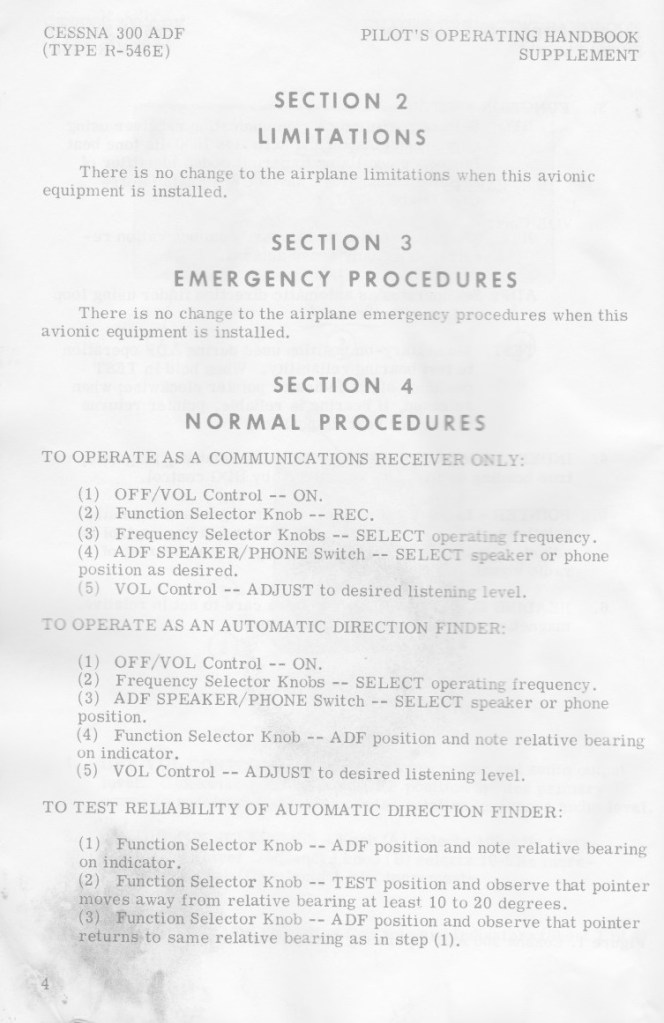 CESSNA 300 ADF
(TYPE R-546E)
PILOT'S OPERATING HANDBOOK
SUPPLEMENT
SECTION 2
LIMITATIONS
There is no change to the airplane limitations when this avionic
equipment is installed.
SECTION 3
EMERGENCY PROCEDURES
There is no change to the airplane emergency procedures when this
avionic equipment is installed.
SECTION 4
NORMAL PROCEDURES
TO OPERATE AS A COMMUNICATIONS RECEIVER ONLY:
(1) OFF/VOL Control -- ON.
(2) Function Selector Knob -- REC.
(3) Frequency Selector Knobs -- SELECT operating frequency.
(4) ADF SPEAKER/PHONE Switch -- SELECT speaker or phone
position as desired.
(5) VOL Control -- ADJUST to desired listening level.
TO OPERATE AS AN AUTOMATIC DIRECTION FINDER:
(1) OFF/VOL Control -- ON.
(2) Frequency Selector Knobs -- SELECT operating frequency.
(3) ADF SPEAKER/PHONE Switch -- SELECT speaker or phone
position.
(4) Function Selector Knob -- ADF position and note relative bearing
on indicator.
(5) VOL Control -- ADJUST to desired listening level.
TO TEST RELIABILITY OF AUTOMATIC DIRECTION FINDER:
(1) Function Selector Knob -- ADF position and note relative bearing
on indicator.
(2) Function Selector Knob -- TEST position and observe that pointer
moves away from relative bearing at least 10 to 20 degrees.
(3) Function Selector Knob -- ADF position and observe that pointer
returns to same relative bearing as in step (1).
4